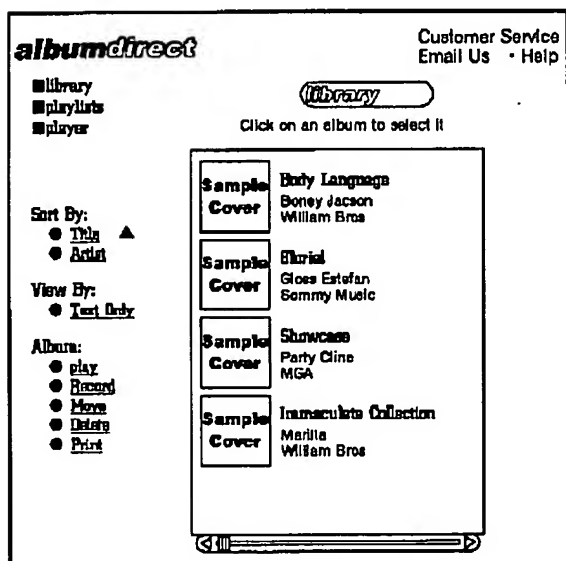 albumdirect
Customer Service
Email Us • Help
library
playlists
player
library
Click on an album to select it
Sort By:
Title
Artist
View By:
Text Only
Album:
play
Record
Move
Delete
Print
Sample Cover
Body Language
Boney Jacson
William Bros
Sample Cover
Gloss Estefan
Sommy Music
Sample Cover
Showcase
Party Cline
MGA
Sample Cover
Immaculate Collection
Marilla
William Bros